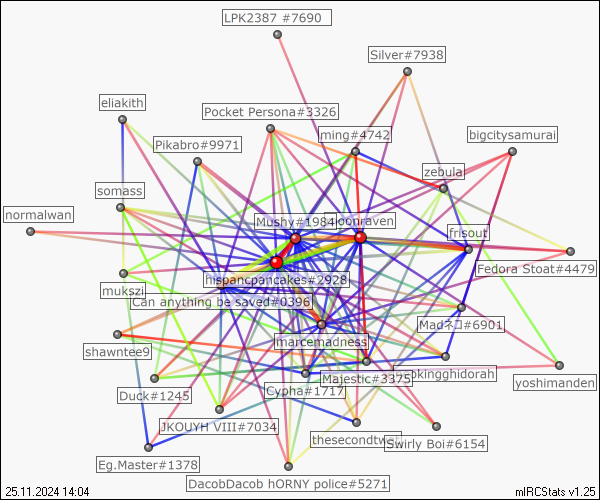 LPK2387 #7690
Silver#7938
eliakith
Pocket Persona#3326
ming#4742
bigcitysamurai
Pikabro#9971
zebula
somass
normalwan
Mushy#1984
moonraven
frisout
Fedora Stoat#4479
hispancpancakes#2928
mukszi
Can anything be saved#0396
Madネコ#6901
marcemadness
shawntee9
Majestic#3375
okingghidorah
yoshimanden
Duck#1245
Cypha#1717
JKOUYH VIII#7034
thesecondtwer
Swirly Boi#6154
Eg.Master#1378
DacobDacob hORNY police#5271
25.11.2024 14:04
mIRCStats v1.25